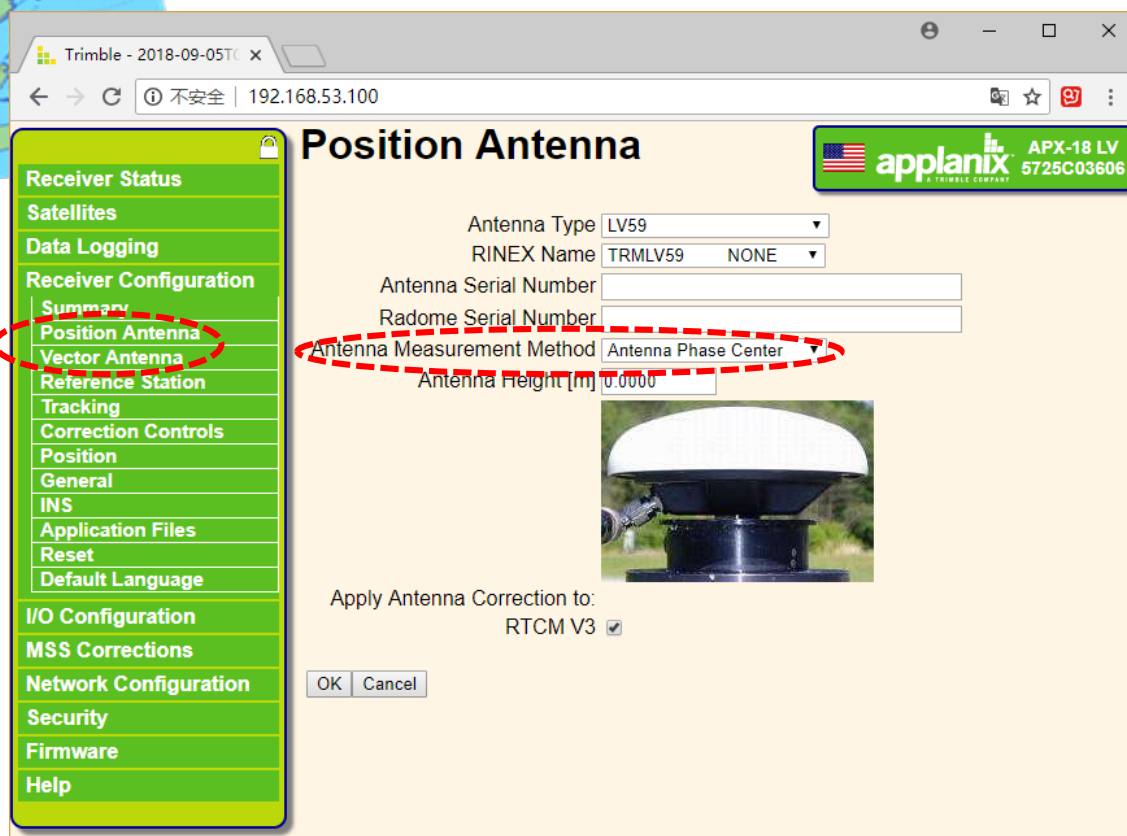 Trimble - 2018-09-05T
不安全 | 192.168.53.100
Position Antenna
applanix
A TRIMBLE COMPANY
APX-18 LV
5725C03606
Receiver Status
Satellites
Data Logging
Receiver Configuration
Summary
Position Antenna
Vector Antenna
Reference Station
Tracking
Correction Controls
Position
General
INS
Application Files
Reset
Default Language
I/O Configuration
MSS Corrections
Network Configuration
Security
Firmware
Help
Antenna Type LV59
RINEX Name TRMLV59 NONE
Antenna Serial Number
Radome Serial Number
Antenna Measurement Method Antenna Phase Center
Antenna Height [m] 0.0000
Apply Antenna Correction to:
RTCM V3
OK Cancel